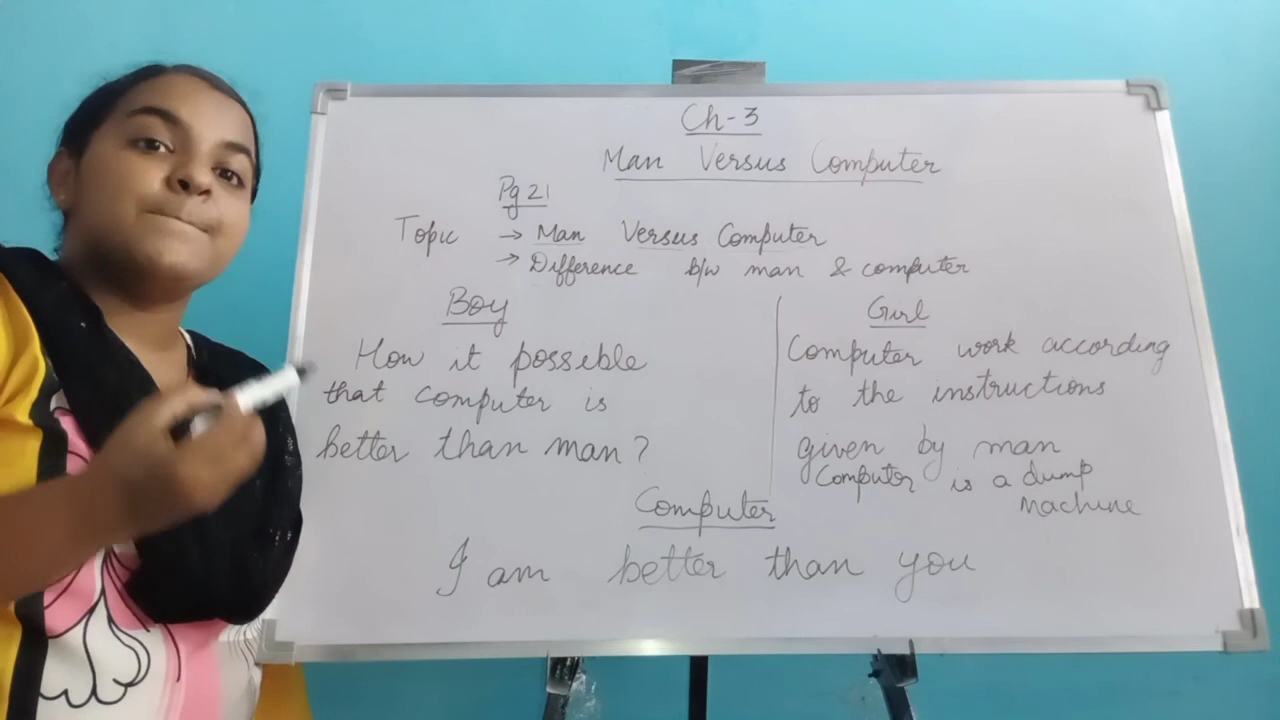 Ch-3
Man Versus Computer
Pg 21
Topic → Man Versus Computer
→ Difference b/w man & computer
Boy
How it possible
that computer is
better than man?
Girl
Computer work according
to the instructions
given by man
Computer is a dump
Machine
Computer
I am better than you